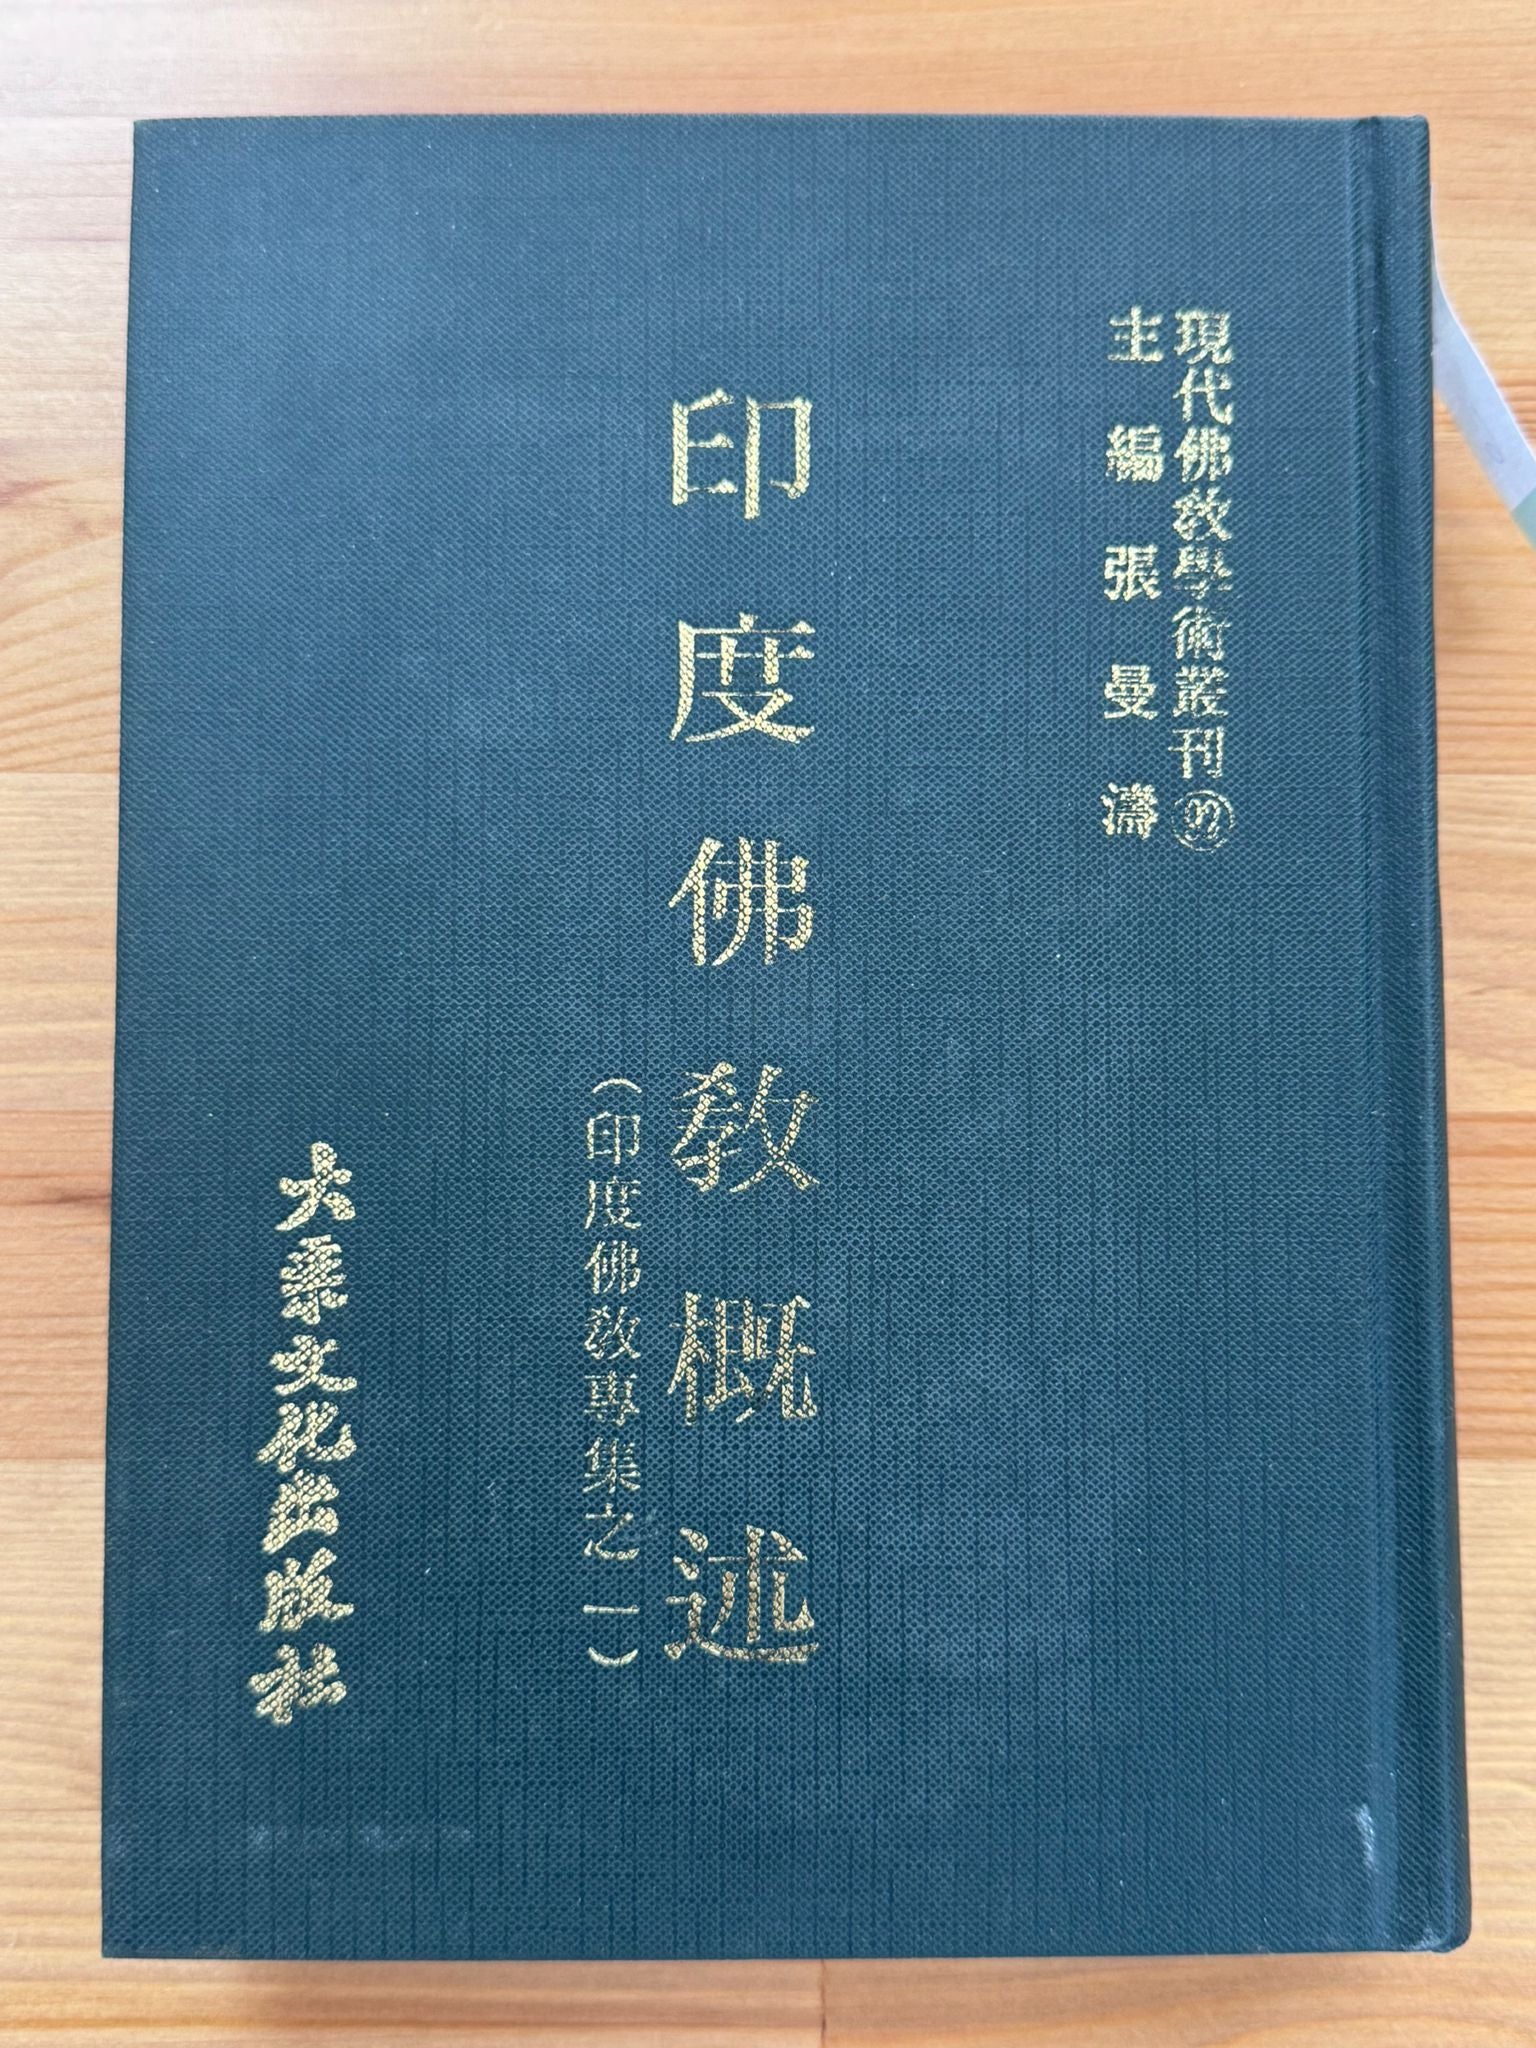 現代佛教學術叢刊 92
主編 張曼濤
印度佛教概述
（印度佛教專集之一）
大乘文化出版社